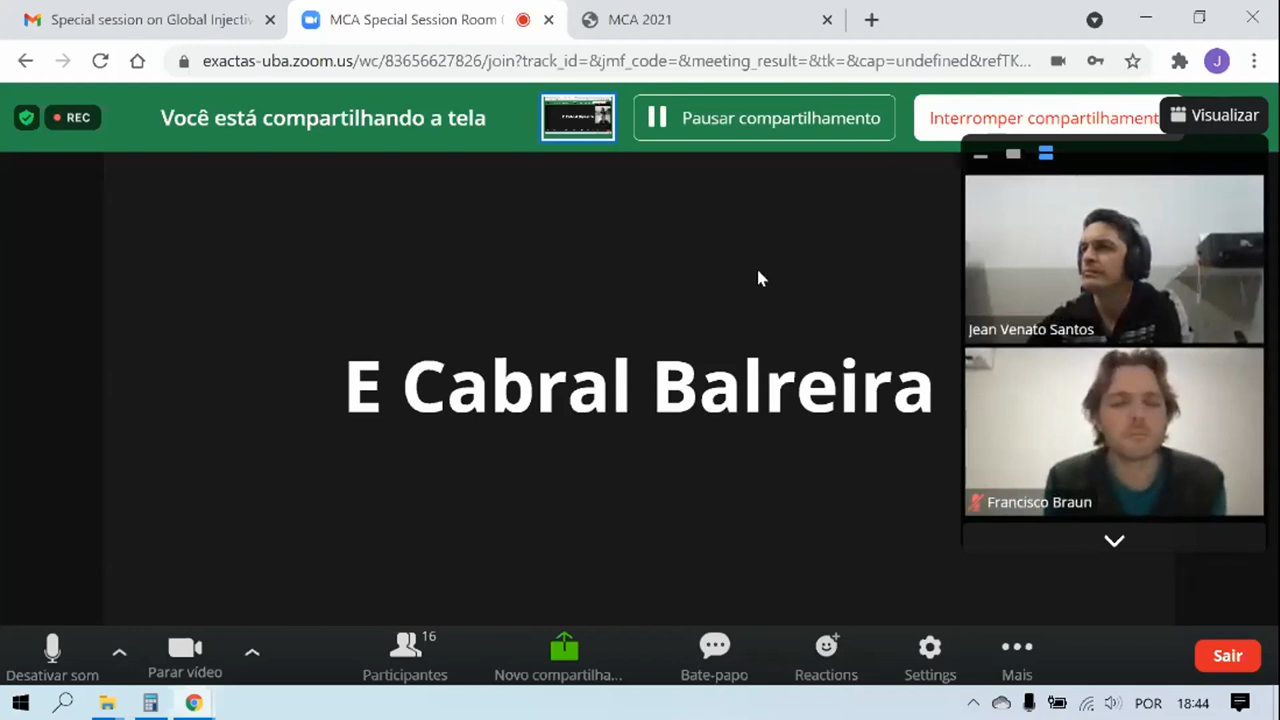 Special session on Global Injectiv
MCA Special Session Room (
MCA 2021
exactas-uba.zoom.us/wc/83656627826/join?track_id=&jmf_code=&meeting_result=&tk=&cap=undefined&refTK...
J
REC
Você está compartilhando a tela
Pausar compartilhamento
Interromper compartilhament
Visualizar
Jean Venato Santos
E Cabral Balreira
Francisco Braun
Desativar som
Parar vídeo
16
Participantes
Novo compartilha...
Bate-papo
Reactions
Settings
Mais
Sair
POR
18:44